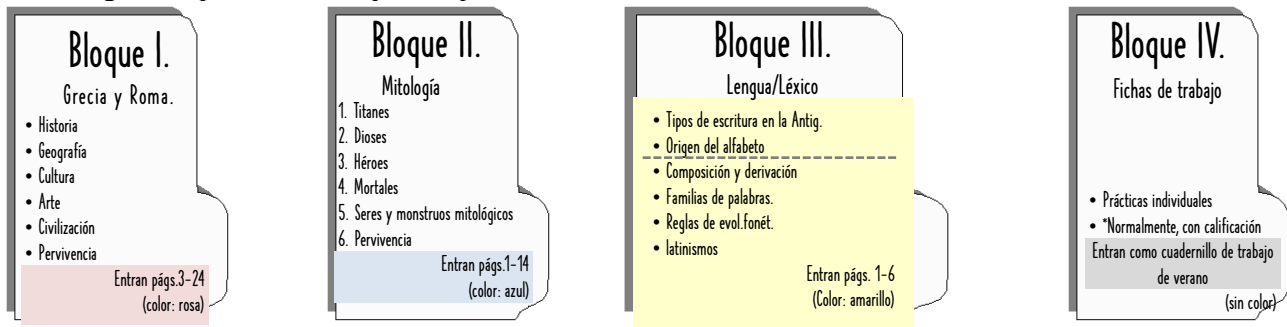 Bloque I.
Grecia y Roma.
• Historia
• Geografía
• Cultura
• Arte
• Civilización
• Pervivencia
Entran págs.3-24
(color: rosa)
Bloque II.
Mitología
1. Titanes
2. Dioses
3. Héroes
4. Mortales
5. Seres y monstruos mitológicos
6. Pervivencia
Entran págs.1-14
(color: azul)
Bloque III.
Lengua/Léxico
• Tipos de escritura en la Antig.
• Origen del alfabeto
• Composición y derivación
• Familias de palabras.
• Reglas de evol.fonét.
• latinismos
Entran págs. 1-6
(Color: amarillo)
Bloque IV.
Fichas de trabajo
• Prácticas individuales
• *Normalmente, con calificación
Entran como cuadernillo de trabajo
de verano
(sin color)